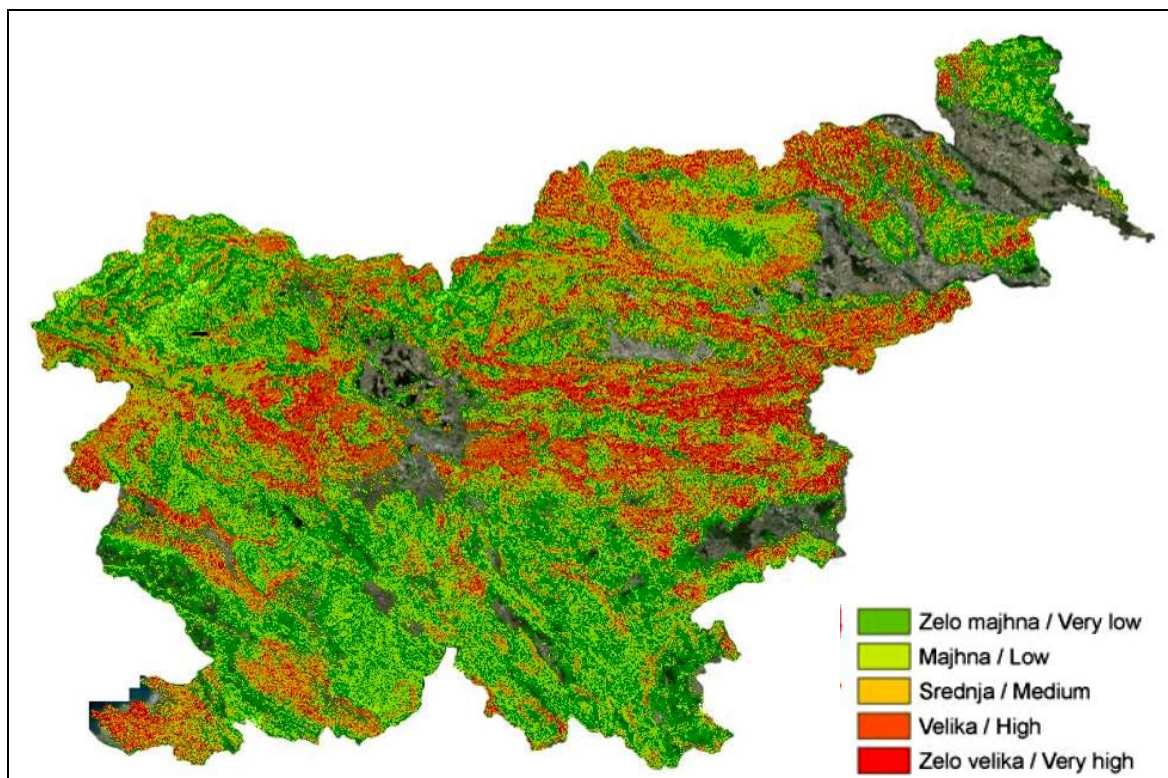 Zelo majhna / Very low
Majhna / Low
Srednja / Medium
Velika / High
Zelo velika / Very high